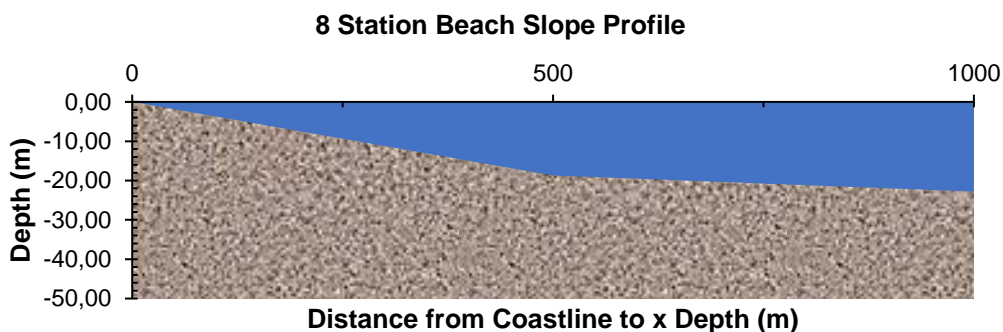 8 Station Beach Slope Profile
0 500 1000
0,00
-10,00
-20,00
-30,00
-40,00
-50,00
Depth (m)
Distance from Coastline to x Depth (m)